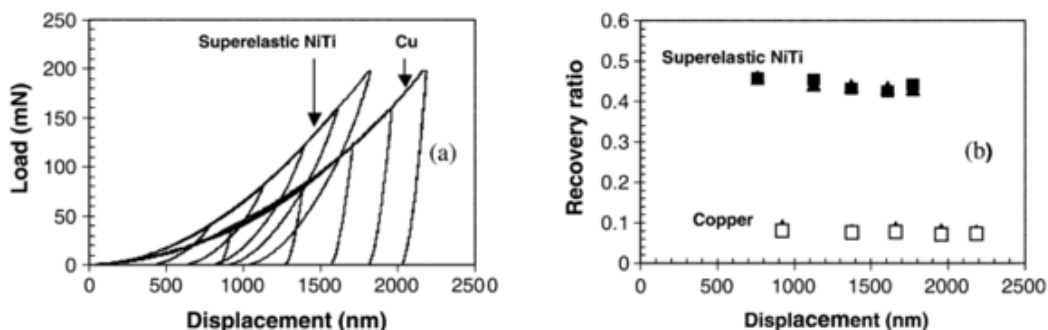 250
200
150
100
50
0
Load (mN)
Superelastic NiTi
Cu
(a)
0 500 1000 1500 2000 2500
Displacement (nm)
0.6
0.5
0.4
0.3
0.2
0.1
0
Recovery ratio
Superelastic NiTi
(b)
Copper
0 500 1000 1500 2000 2500
Displacement (nm)